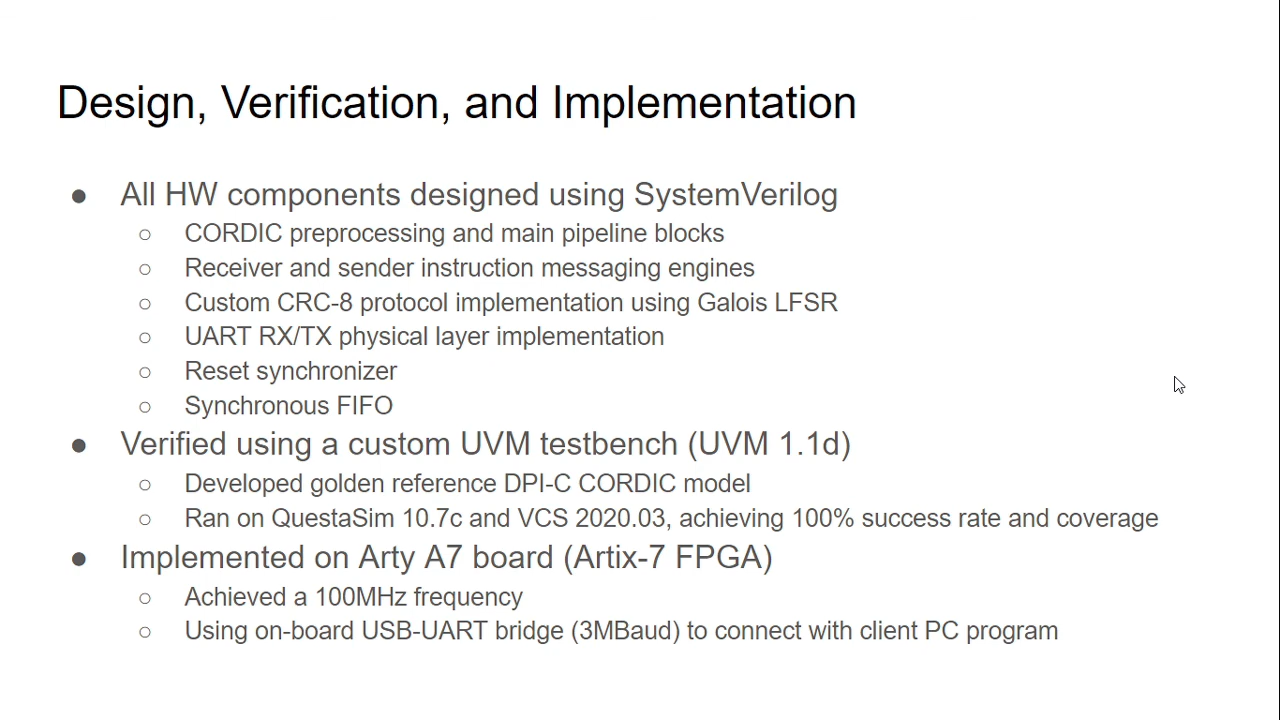 Design, Verification, and Implementation
● All HW components designed using SystemVerilog
○ CORDIC preprocessing and main pipeline blocks
○ Receiver and sender instruction messaging engines
○ Custom CRC-8 protocol implementation using Galois LFSR
○ UART RX/TX physical layer implementation
○ Reset synchronizer
○ Synchronous FIFO
● Verified using a custom UVM testbench (UVM 1.1d)
○ Developed golden reference DPI-C CORDIC model
○ Ran on QuestaSim 10.7c and VCS 2020.03, achieving 100% success rate and coverage
● Implemented on Arty A7 board (Artix-7 FPGA)
○ Achieved a 100MHz frequency
○ Using on-board USB-UART bridge (3MBaud) to connect with client PC program